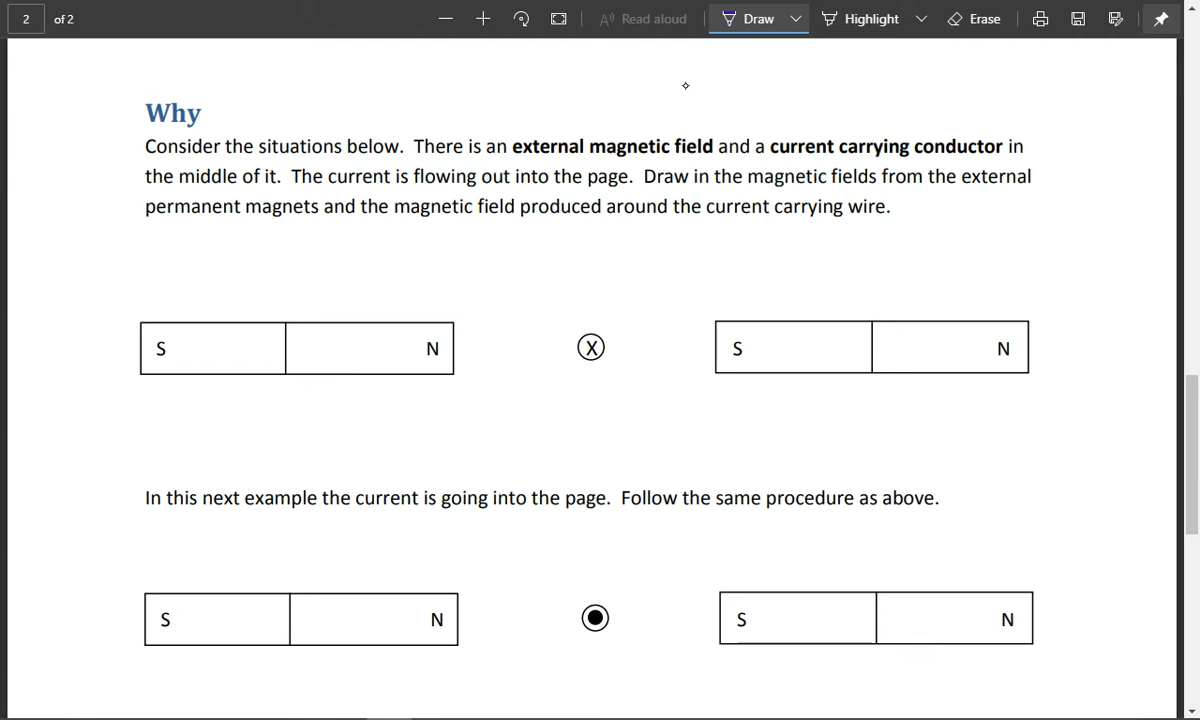 2 of 2 Read aloud Draw Highlight Erase
Why
Consider the situations below. There is an external magnetic field and a current carrying conductor in
the middle of it. The current is flowing out into the page. Draw in the magnetic fields from the external
permanent magnets and the magnetic field produced around the current carrying wire.
S N X S N
In this next example the current is going into the page. Follow the same procedure as above.
S N S N